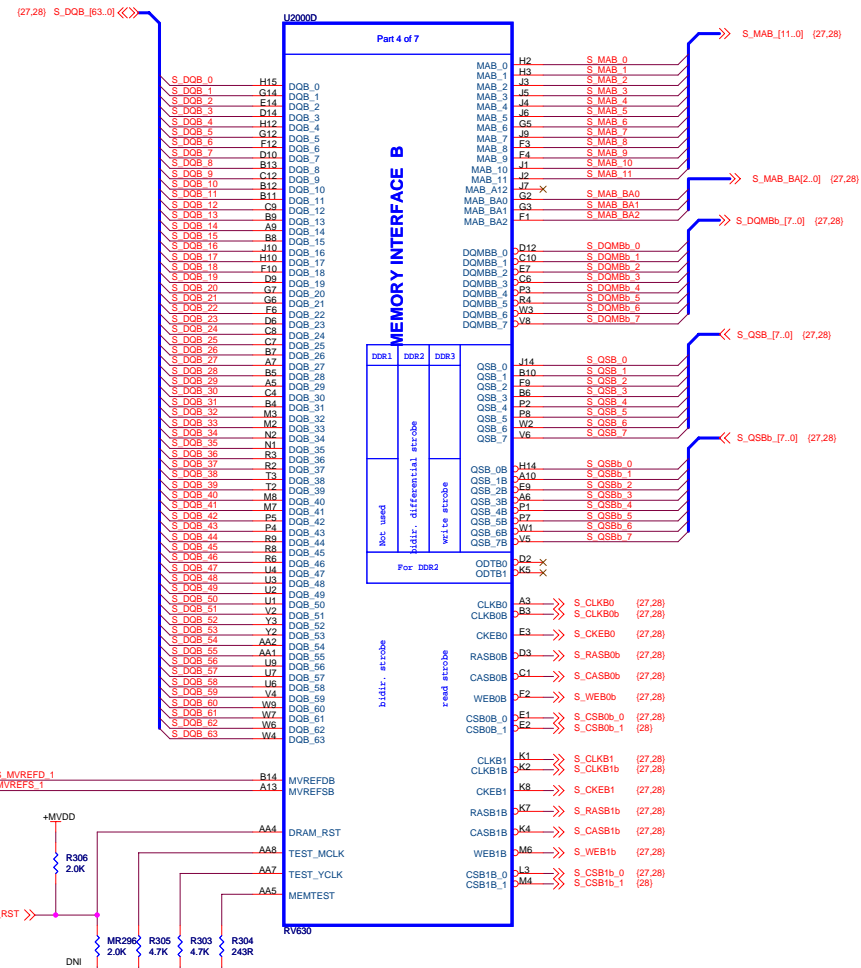 {27,28} S_DQB_[63..0]
U2000D
Part 4 of 7
MEMORY INTERFACE B
S_DQB_0 H15 DQB_0
S_DQB_1 G14 DQB_1
S_DQB_2 E14 DQB_2
S_DQB_3 D14 DQB_3
S_DQB_4 H12 DQB_4
S_DQB_5 G12 DQB_5
S_DQB_6 F12 DQB_6
S_DQB_7 D10 DQB_7
S_DQB_8 B13 DQB_8
S_DQB_9 C12 DQB_9
S_DQB_10 B12 DQB_10
S_DQB_11 B11 DQB_11
S_DQB_12 C9 DQB_12
S_DQB_13 B9 DQB_13
S_DQB_14 A9 DQB_14
S_DQB_15 B8 DQB_15
S_DQB_16 J10 DQB_16
S_DQB_17 H10 DQB_17
S_DQB_18 F10 DQB_18
S_DQB_19 D9 DQB_19
S_DQB_20 G7 DQB_20
S_DQB_21 G6 DQB_21
S_DQB_22 F6 DQB_22
S_DQB_23 D6 DQB_23
S_DQB_24 C8 DQB_24
S_DQB_25 C7 DQB_25
S_DQB_26 B7 DQB_26
S_DQB_27 A7 DQB_27
S_DQB_28 B5 DQB_28
S_DQB_29 A5 DQB_29
S_DQB_30 C4 DQB_30
S_DQB_31 B4 DQB_31
S_DQB_32 M3 DQB_32
S_DQB_33 M2 DQB_33
S_DQB_34 N2 DQB_34
S_DQB_35 N1 DQB_35
S_DQB_36 R3 DQB_36
S_DQB_37 R2 DQB_37
S_DQB_38 T3 DQB_38
S_DQB_39 T2 DQB_39
S_DQB_40 M8 DQB_40
S_DQB_41 M7 DQB_41
S_DQB_42 P5 DQB_42
S_DQB_43 P4 DQB_43
S_DQB_44 R9 DQB_44
S_DQB_45 R8 DQB_45
S_DQB_46 R6 DQB_46
S_DQB_47 U4 DQB_47
S_DQB_48 U3 DQB_48
S_DQB_49 U2 DQB_49
S_DQB_50 U1 DQB_50
S_DQB_51 V2 DQB_51
S_DQB_52 Y3 DQB_52
S_DQB_53 Y2 DQB_53
S_DQB_54 AA2 DQB_54
S_DQB_55 AA1 DQB_55
S_DQB_56 U9 DQB_56
S_DQB_57 U7 DQB_57
S_DQB_58 U6 DQB_58
S_DQB_59 V4 DQB_59
S_DQB_60 W9 DQB_60
S_DQB_61 W7 DQB_61
S_DQB_62 W6 DQB_62
S_DQB_63 W4 DQB_63
S_MVREFD_1 B14 MVREFDB
MVREFS_1 A13 MVREFSB
AA4 DRAM_RST
AA8 TEST_MCLK
AA7 TEST_YCLK
AA5 MEMTEST
+MVDD
R306
2.0K
RST
MR296
2.0K
DNI
R305
4.7K
R303
4.7K
R304
243R
RV630
DDR1 DDR2 DDR3
Not used
bidir. differential strobe
write strobe
For DDR2
bidir. strobe
read strobe
MAB_0 H2 S_MAB_0
MAB_1 H3 S_MAB_1
MAB_2 J3 S_MAB_2
MAB_3 J5 S_MAB_3
MAB_4 J4 S_MAB_4
MAB_5 J6 S_MAB_5
MAB_6 G5 S_MAB_6
MAB_7 J9 S_MAB_7
MAB_8 F3 S_MAB_8
MAB_9 F4 S_MAB_9
MAB_10 J1 S_MAB_10
MAB_11 J2 S_MAB_11
MAB_A12 J7
MAB_BA0 G2 S_MAB_BA0
MAB_BA1 G3 S_MAB_BA1
MAB_BA2 F1 S_MAB_BA2
DQMBB_0 D12 S_DQMBb_0
DQMBB_1 C10 S_DQMBb_1
DQMBB_2 E7 S_DQMBb_2
DQMBB_3 C6 S_DQMBb_3
DQMBB_4 P3 S_DQMBb_4
DQMBB_5 R4 S_DQMBb_5
DQMBB_6 W3 S_DQMBb_6
DQMBB_7 V8 S_DQMBb_7
QSB_0 J14 S_QSB_0
QSB_1 B10 S_QSB_1
QSB_2 F9 S_QSB_2
QSB_3 B6 S_QSB_3
QSB_4 P2 S_QSB_4
QSB_5 P8 S_QSB_5
QSB_6 W2 S_QSB_6
QSB_7 V6 S_QSB_7
QSB_0B H14 S_QSBb_0
QSB_1B A10 S_QSBb_1
QSB_2B E9 S_QSBb_2
QSB_3B A6 S_QSBb_3
QSB_4B P1 S_QSBb_4
QSB_5B P7 S_QSBb_5
QSB_6B W1 S_QSBb_6
QSB_7B V5 S_QSBb_7
ODTB0 D2
ODTB1 K5
CLKB0 A3 S_CLKB0 {27,28}
CLKB0B B3 S_CLKB0b {27,28}
CKEB0 E3 S_CKEB0 {27,28}
RASB0B D3 S_RASB0b {27,28}
CASB0B C1 S_CASB0b {27,28}
WEB0B F2 S_WEB0b {27,28}
CSB0B_0 E1 S_CSB0b_0 {27,28}
CSB0B_1 E2 S_CSB0b_1 {28}
CLKB1 K1 S_CLKB1 {27,28}
CLKB1B K2 S_CLKB1b {27,28}
CKEB1 K8 S_CKEB1 {27,28}
RASB1B K7 S_RASB1b {27,28}
CASB1B K4 S_CASB1b {27,28}
WEB1B M6 S_WEB1b {27,28}
CSB1B_0 L3 S_CSB1b_0 {27,28}
CSB1B_1 M4 S_CSB1b_1 {28}
S_MAB_[11..0] {27,28}
S_MAB_BA[2..0] {27,28}
S_DQMBb_[7..0] {27,28}
S_QSB_[7..0] {27,28}
S_QSBb_[7..0] {27,28}